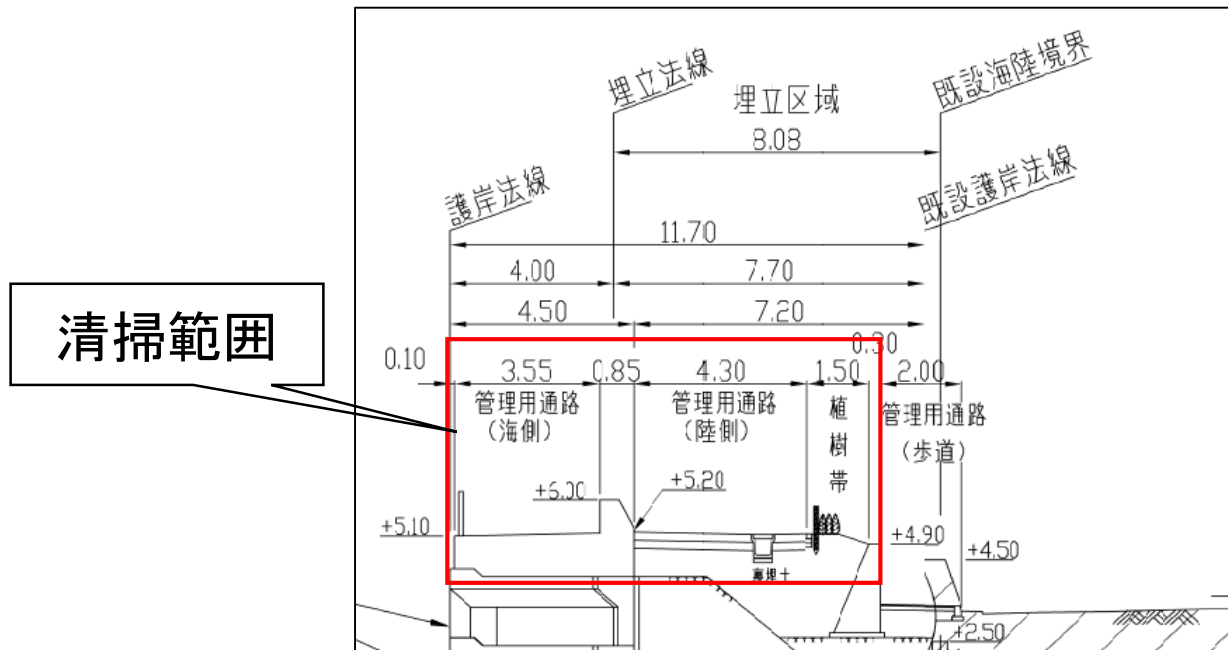 埋立法線
埋立区域
既設海陸境界
8.08
護岸法線
既設護岸法線
11.70
4.00
7.70
4.50
7.20
清掃範囲
0.30
0.10
3.55
0.85
4.30
1.50
2.00
管理用通路
（海側）
管理用通路
（陸側）
植樹帯
管理用通路
（歩道）
+6.00
+5.20
+5.10
+4.90
+4.50
裏埋土
+2.50